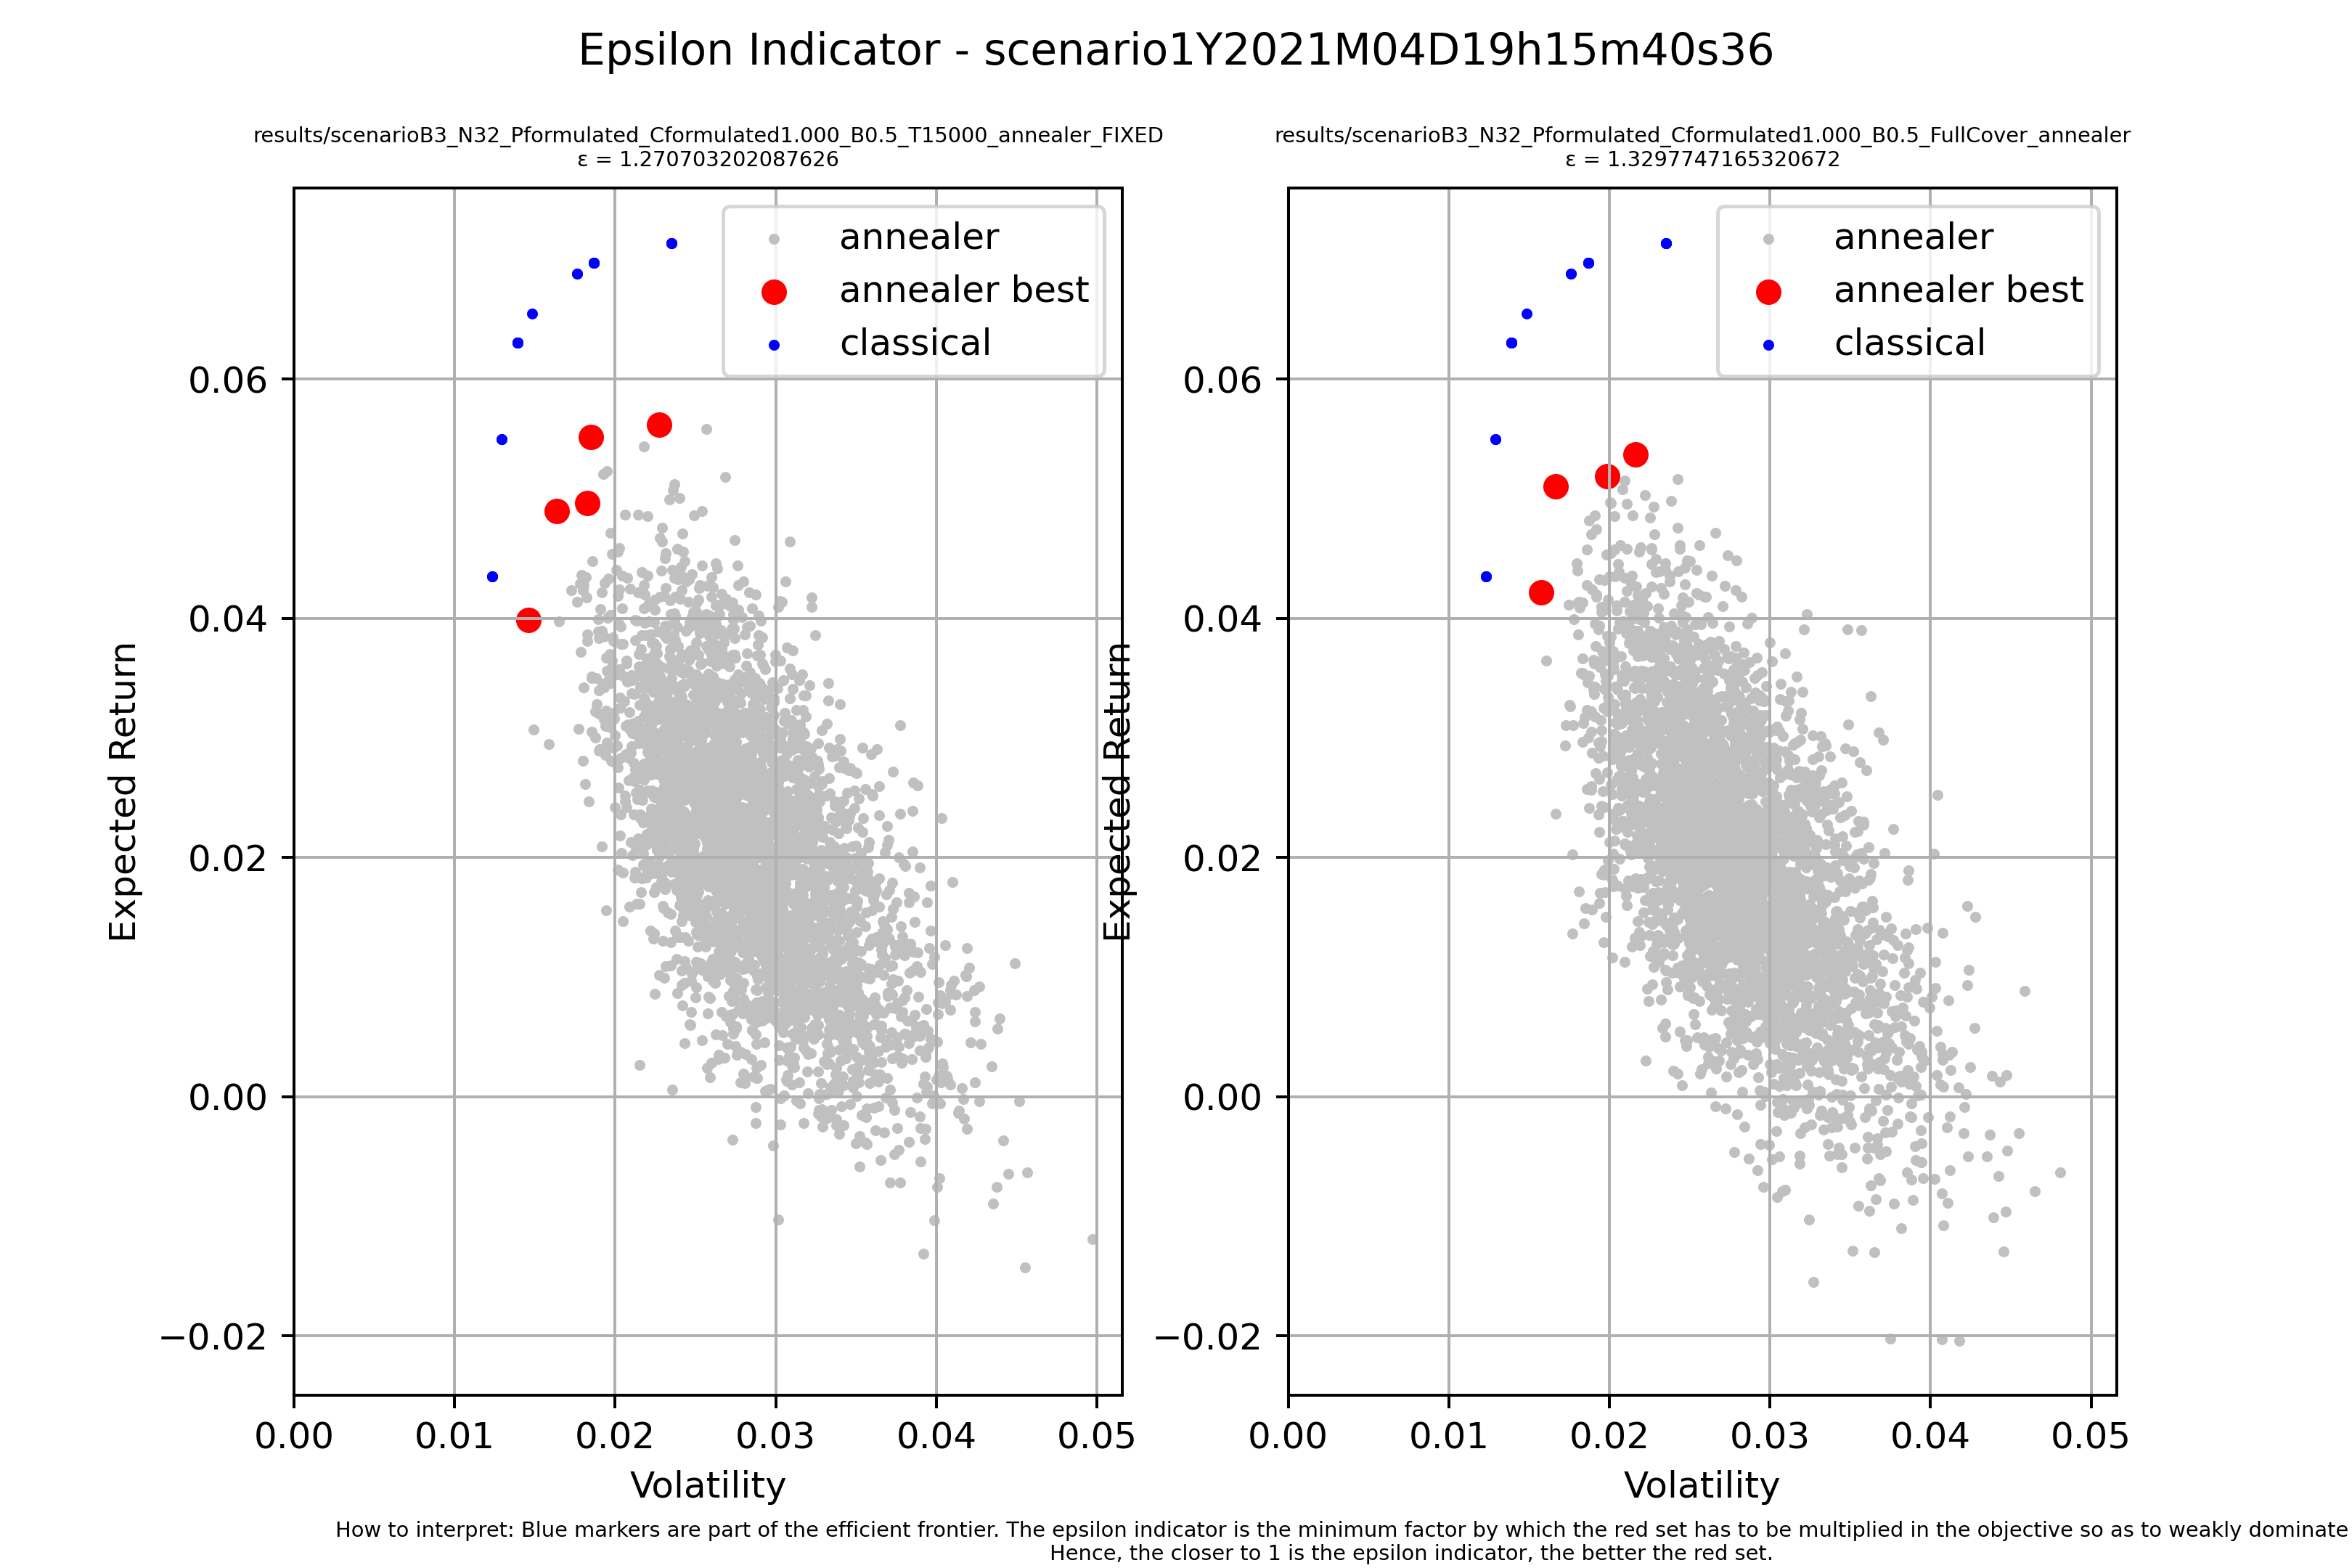 Epsilon Indicator - scenario1Y2021M04D19h15m40s36
results/scenarioB3_N32_Pformulated_Cformulated1.000_B0.5_T15000_annealer_FIXED
ε = 1.270703202087626
annealer
annealer best
classical
0.06
0.04
0.02
0.00
−0.02
Expected Return
0.00 0.01 0.02 0.03 0.04 0.05
Volatility
results/scenarioB3_N32_Pformulated_Cformulated1.000_B0.5_FullCover_annealer
ε = 1.3297747165320672
annealer
annealer best
classical
0.06
0.04
0.02
0.00
−0.02
Expected Return
0.00 0.01 0.02 0.03 0.04 0.05
Volatility
How to interpret: Blue markers are part of the efficient frontier. The epsilon indicator is the minimum factor by which the red set has to be multiplied in the objective so as to weakly dominate
Hence, the closer to 1 is the epsilon indicator, the better the red set.